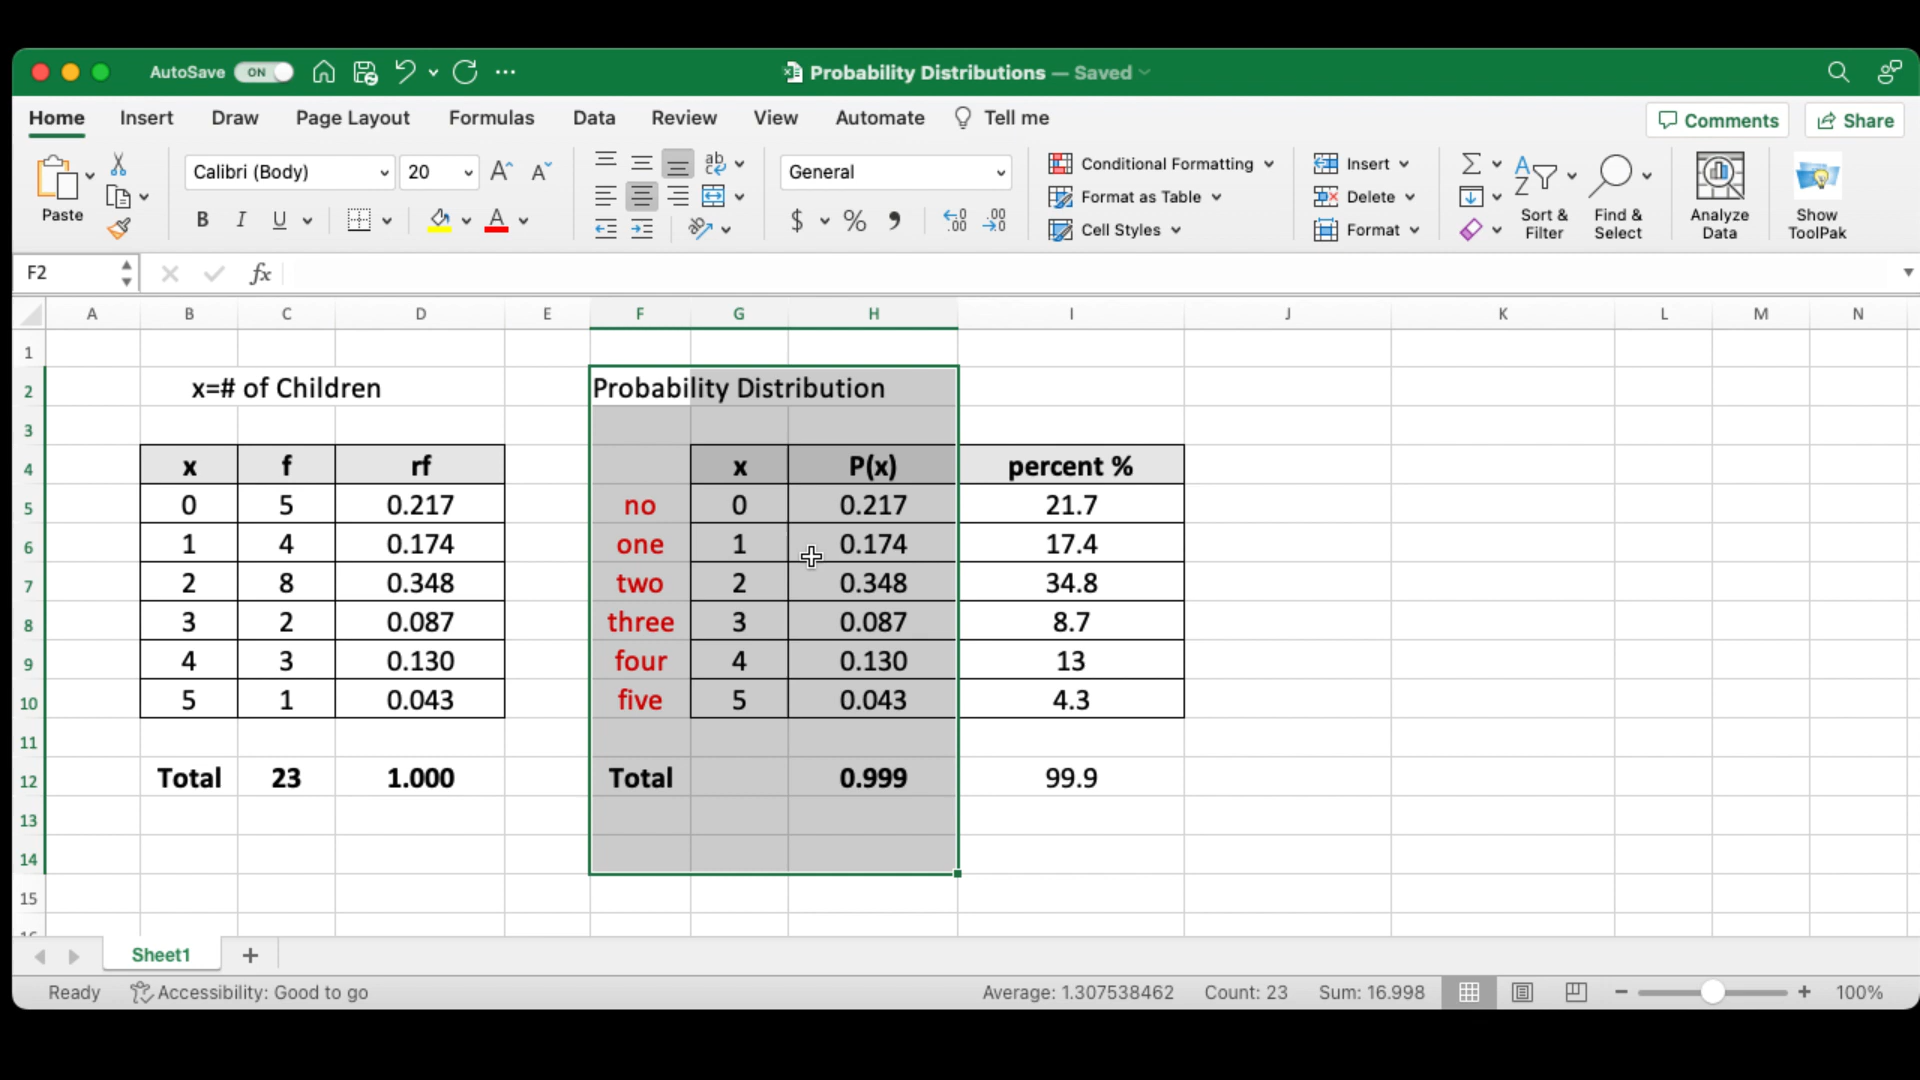 AutoSave ON Probability Distributions — Saved
Home Insert Draw Page Layout Formulas Data Review View Automate Tell me Comments Share
Paste
Calibri (Body) 20
General
Conditional Formatting
Format as Table
Cell Styles
Insert
Delete
Format
Sort & Filter
Find & Select
Analyze Data
Show ToolPak
F2 fx
A B C D E F G H I J K L M N
1
2 x=# of Children Probability Distribution
3
4 x f rf x P(x) percent %
5 0 5 0.217 no 0 0.217 21.7
6 1 4 0.174 one 1 0.174 17.4
7 2 8 0.348 two 2 0.348 34.8
8 3 2 0.087 three 3 0.087 8.7
9 4 3 0.130 four 4 0.130 13
10 5 1 0.043 five 5 0.043 4.3
11
12 Total 23 1.000 Total 0.999 99.9
13
14
15
Sheet1
Ready Accessibility: Good to go Average: 1.307538462 Count: 23 Sum: 16.998 100%